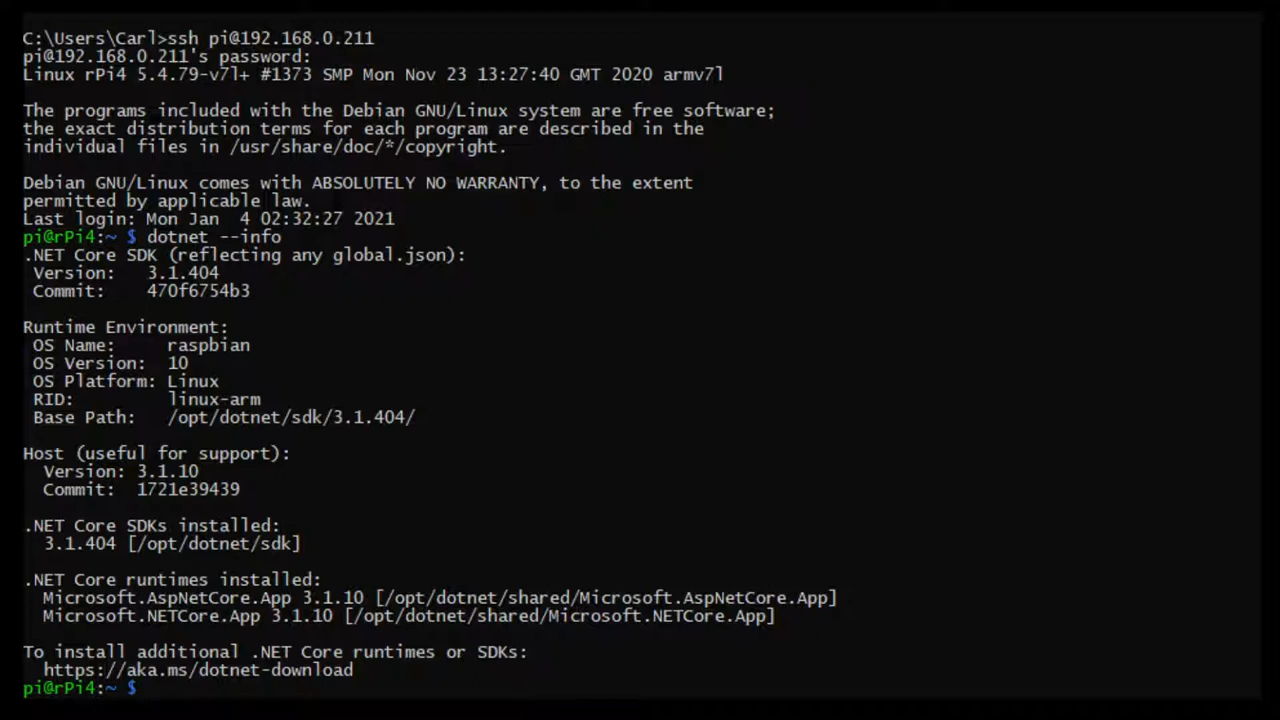 C:\Users\Carl>ssh pi@192.168.0.211
pi@192.168.0.211's password:
Linux rPi4 5.4.79-v7l+ #1373 SMP Mon Nov 23 13:27:40 GMT 2020 armv7l

The programs included with the Debian GNU/Linux system are free software;
the exact distribution terms for each program are described in the
individual files in /usr/share/doc/*/copyright.

Debian GNU/Linux comes with ABSOLUTELY NO WARRANTY, to the extent
permitted by applicable law.
Last login: Mon Jan  4 02:32:27 2021
pi@rPi4:~ $ dotnet --info
.NET Core SDK (reflecting any global.json):
 Version:   3.1.404
 Commit:    470f6754b3

Runtime Environment:
 OS Name:     raspbian
 OS Version:  10
 OS Platform: Linux
 RID:         linux-arm
 Base Path:   /opt/dotnet/sdk/3.1.404/

Host (useful for support):
  Version: 3.1.10
  Commit:  1721e39439

.NET Core SDKs installed:
  3.1.404 [/opt/dotnet/sdk]

.NET Core runtimes installed:
  Microsoft.AspNetCore.App 3.1.10 [/opt/dotnet/shared/Microsoft.AspNetCore.App]
  Microsoft.NETCore.App 3.1.10 [/opt/dotnet/shared/Microsoft.NETCore.App]

To install additional .NET Core runtimes or SDKs:
  https://aka.ms/dotnet-download
pi@rPi4:~ $